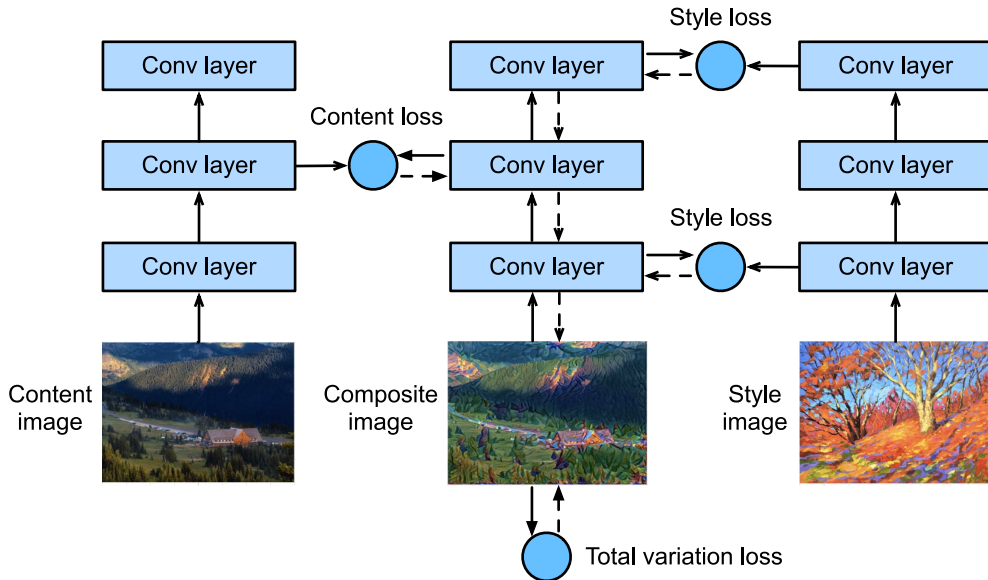 Style loss
Conv layer
Conv layer
Conv layer
Content loss
Conv layer
Conv layer
Conv layer
Style loss
Conv layer
Conv layer
Conv layer
Content
image
Composite
image
Style
image
Total variation loss